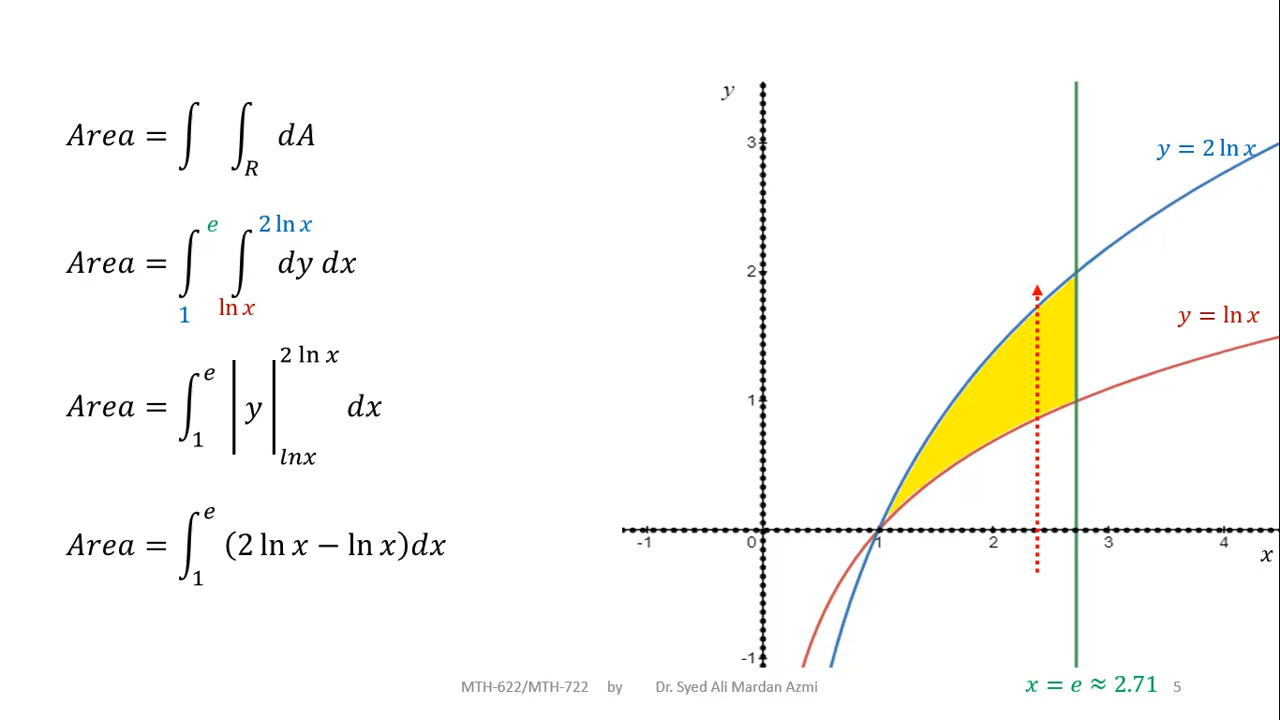 Area = ∫ ∫_R dA
Area = ∫_1^e ∫_{ln x}^{2 ln x} dy dx
Area = ∫_1^e |y|_{lnx}^{2 ln x} dx
Area = ∫_1^e (2 ln x − ln x)dx
y
3
y = 2 ln x
2
y = ln x
1
-1 0 1 2 3 4
x
-1
x = e ≈ 2.71
MTH-622/MTH-722 by Dr. Syed Ali Mardan Azmi 5